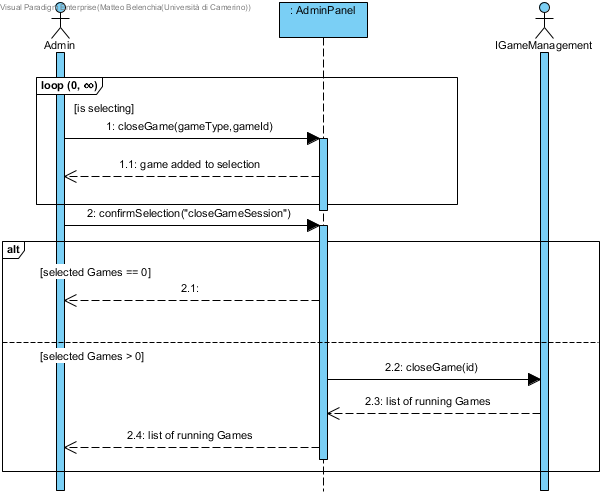 Visual Paradigm Enterprise(Matteo Belenchia(Università di Camerino))
: AdminPanel
Admin
IGameManagement
loop (0, ∞)
[is selecting]
1: closeGame(gameType,gameId)
1.1: game added to selection
2: confirmSelection("closeGameSession")
alt
[selected Games == 0]
2.1:
[selected Games > 0]
2.2: closeGame(id)
2.3: list of running Games
2.4: list of running Games